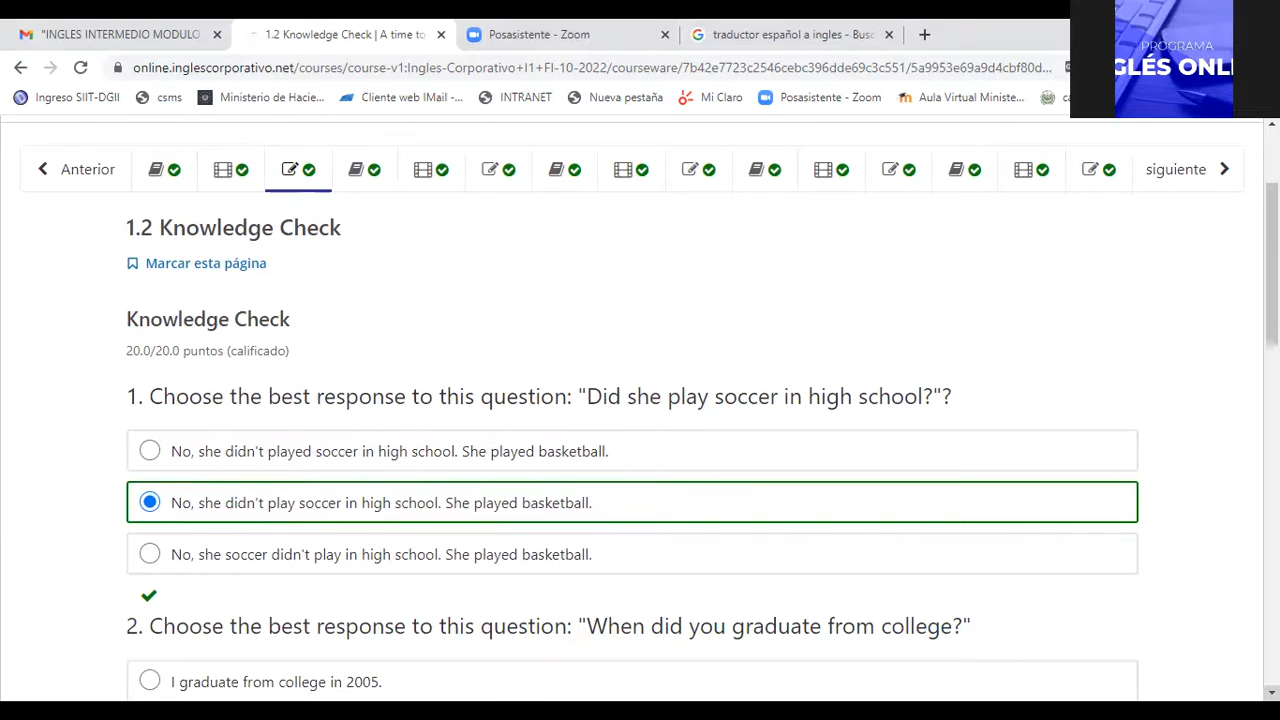 "INGLES INTERMEDIO MODULO
1.2 Knowledge Check | A time to
Posasistente - Zoom
traductor español a ingles - Bus
PROGRAMA
INGLÉS ONLI
online.inglescorporativo.net/courses/course-v1:Ingles-Corporativo+I1+FI-10-2022/courseware/7b42e7723c2546cebc396dde69c3c551/5a9953e69a9d4cbf80d...
Ingreso SIIT-DGII
csms
Ministerio de Hacie...
Cliente web IMail -...
INTRANET
Nueva pestaña
Mi Claro
Posasistente - Zoom
Aula Virtual Ministe...
Anterior
siguiente
1.2 Knowledge Check
Marcar esta página
Knowledge Check
20.0/20.0 puntos (calificado)
1. Choose the best response to this question: "Did she play soccer in high school?"?
No, she didn't played soccer in high school. She played basketball.
No, she didn't play soccer in high school. She played basketball.
No, she soccer didn't play in high school. She played basketball.
2. Choose the best response to this question: "When did you graduate from college?"
I graduate from college in 2005.